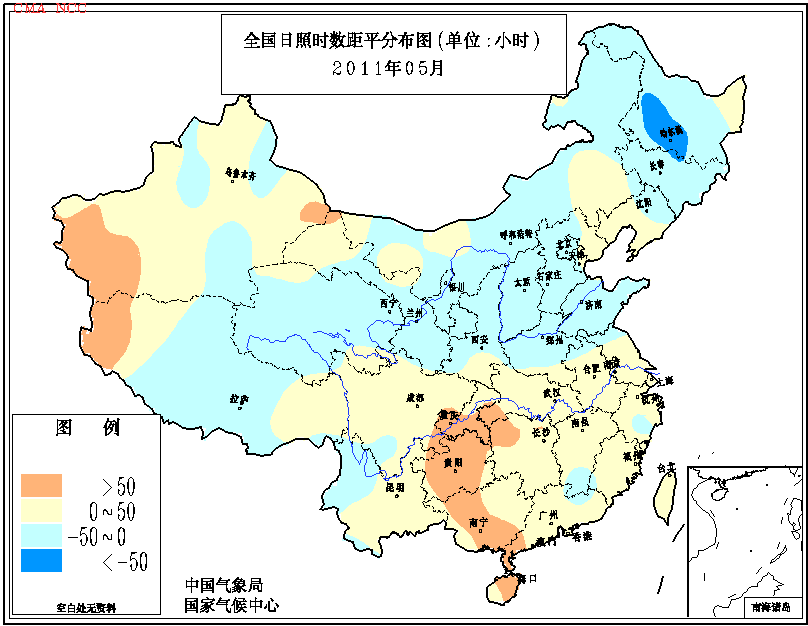 CMA NCC
全国日照时数距平分布图(单位:小时)
2011年05月
乌鲁木齐
哈尔滨
长春
沈阳
呼和浩特
北京
天津
银川
太原
石家庄
济南
西宁
兰州
西安
郑州
合肥
南京
上海
拉萨
成都
武汉
杭州
重庆
长沙
南昌
贵阳
福州
台北
昆明
南宁
广州
澳门
香港
海口
图 例
>50
0~50
-50~0
<-50
空白处无资料
中国气象局
国家气候中心
南海诸岛